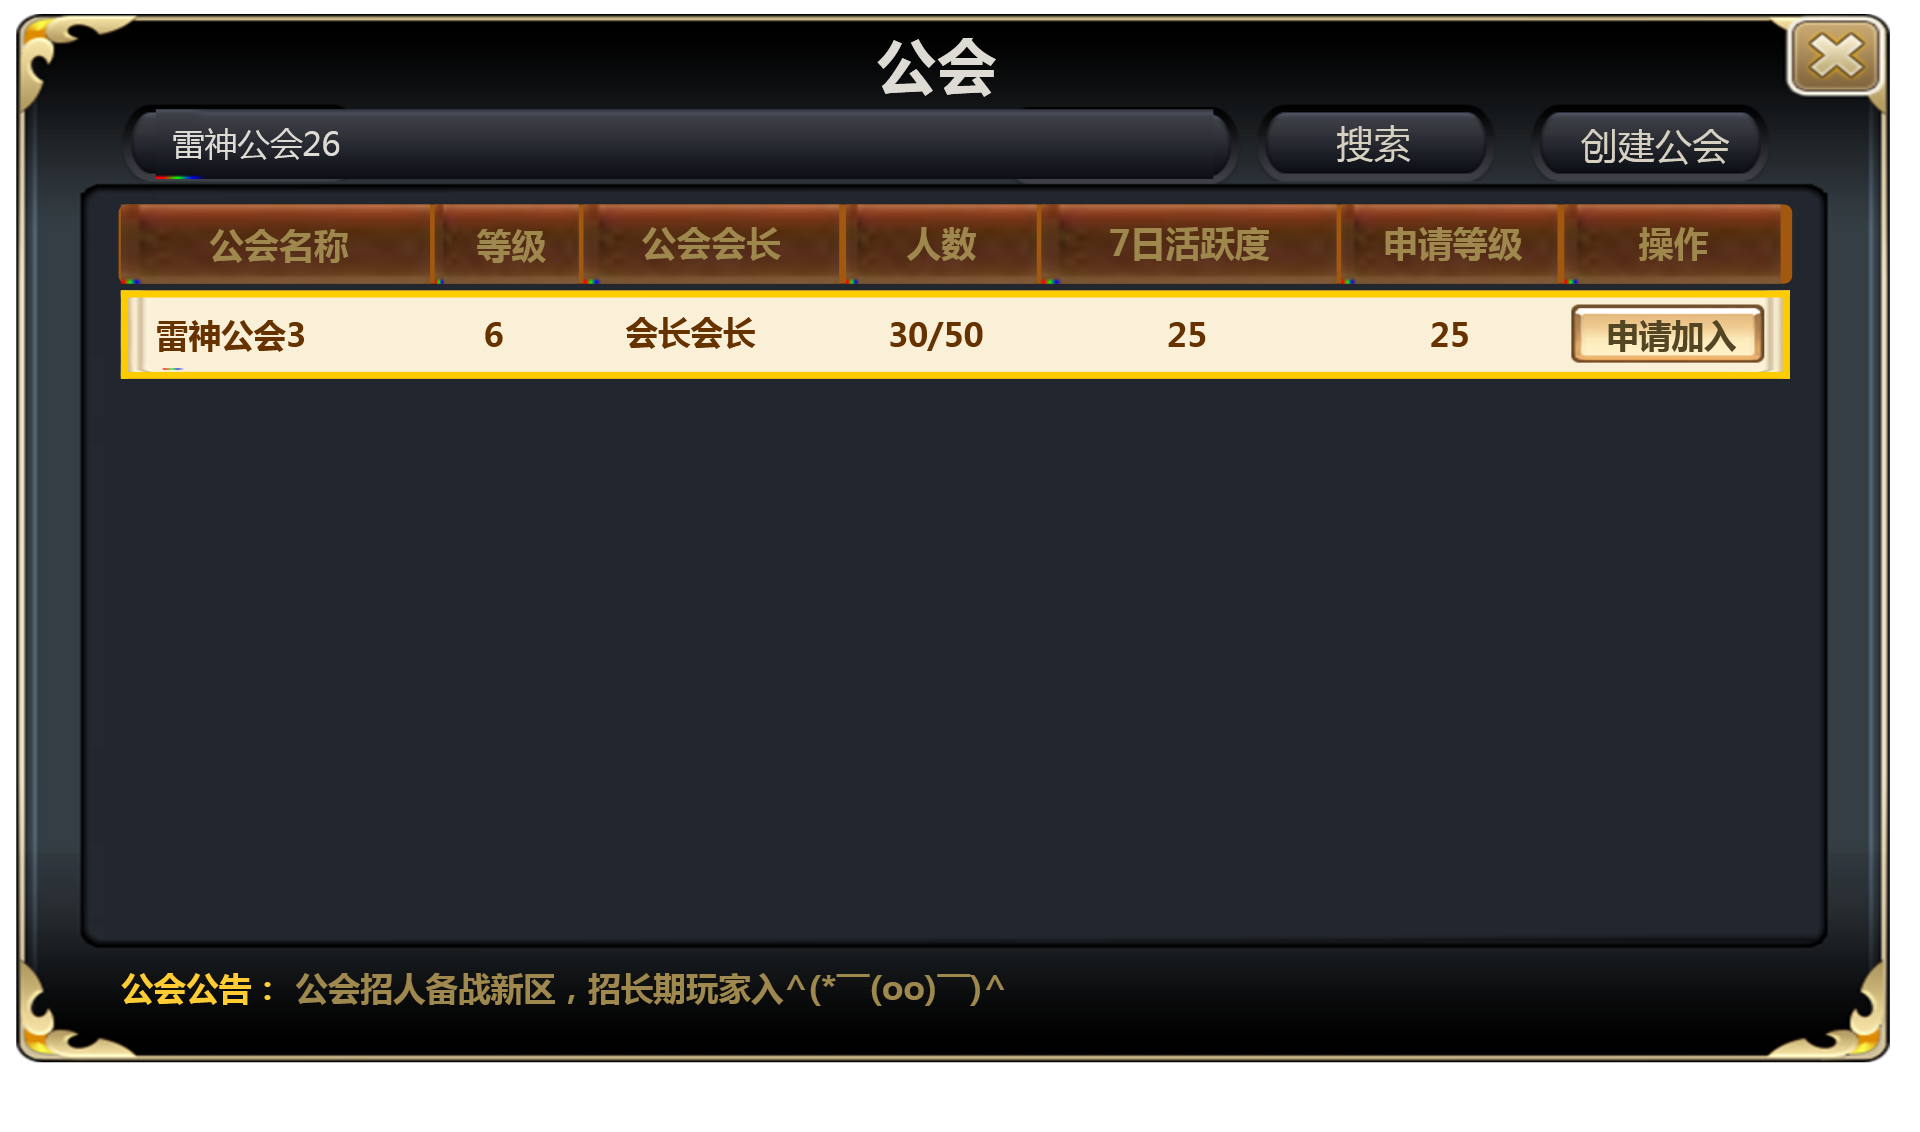 公会
雷神公会26 搜索 创建公会
公会名称 等级 公会会长 人数 7日活跃度 申请等级 操作
雷神公会3 6 会长会长 30/50 25 25 申请加入
公会公告： 公会招人备战新区，招长期玩家入^(*￣(oo)￣)^